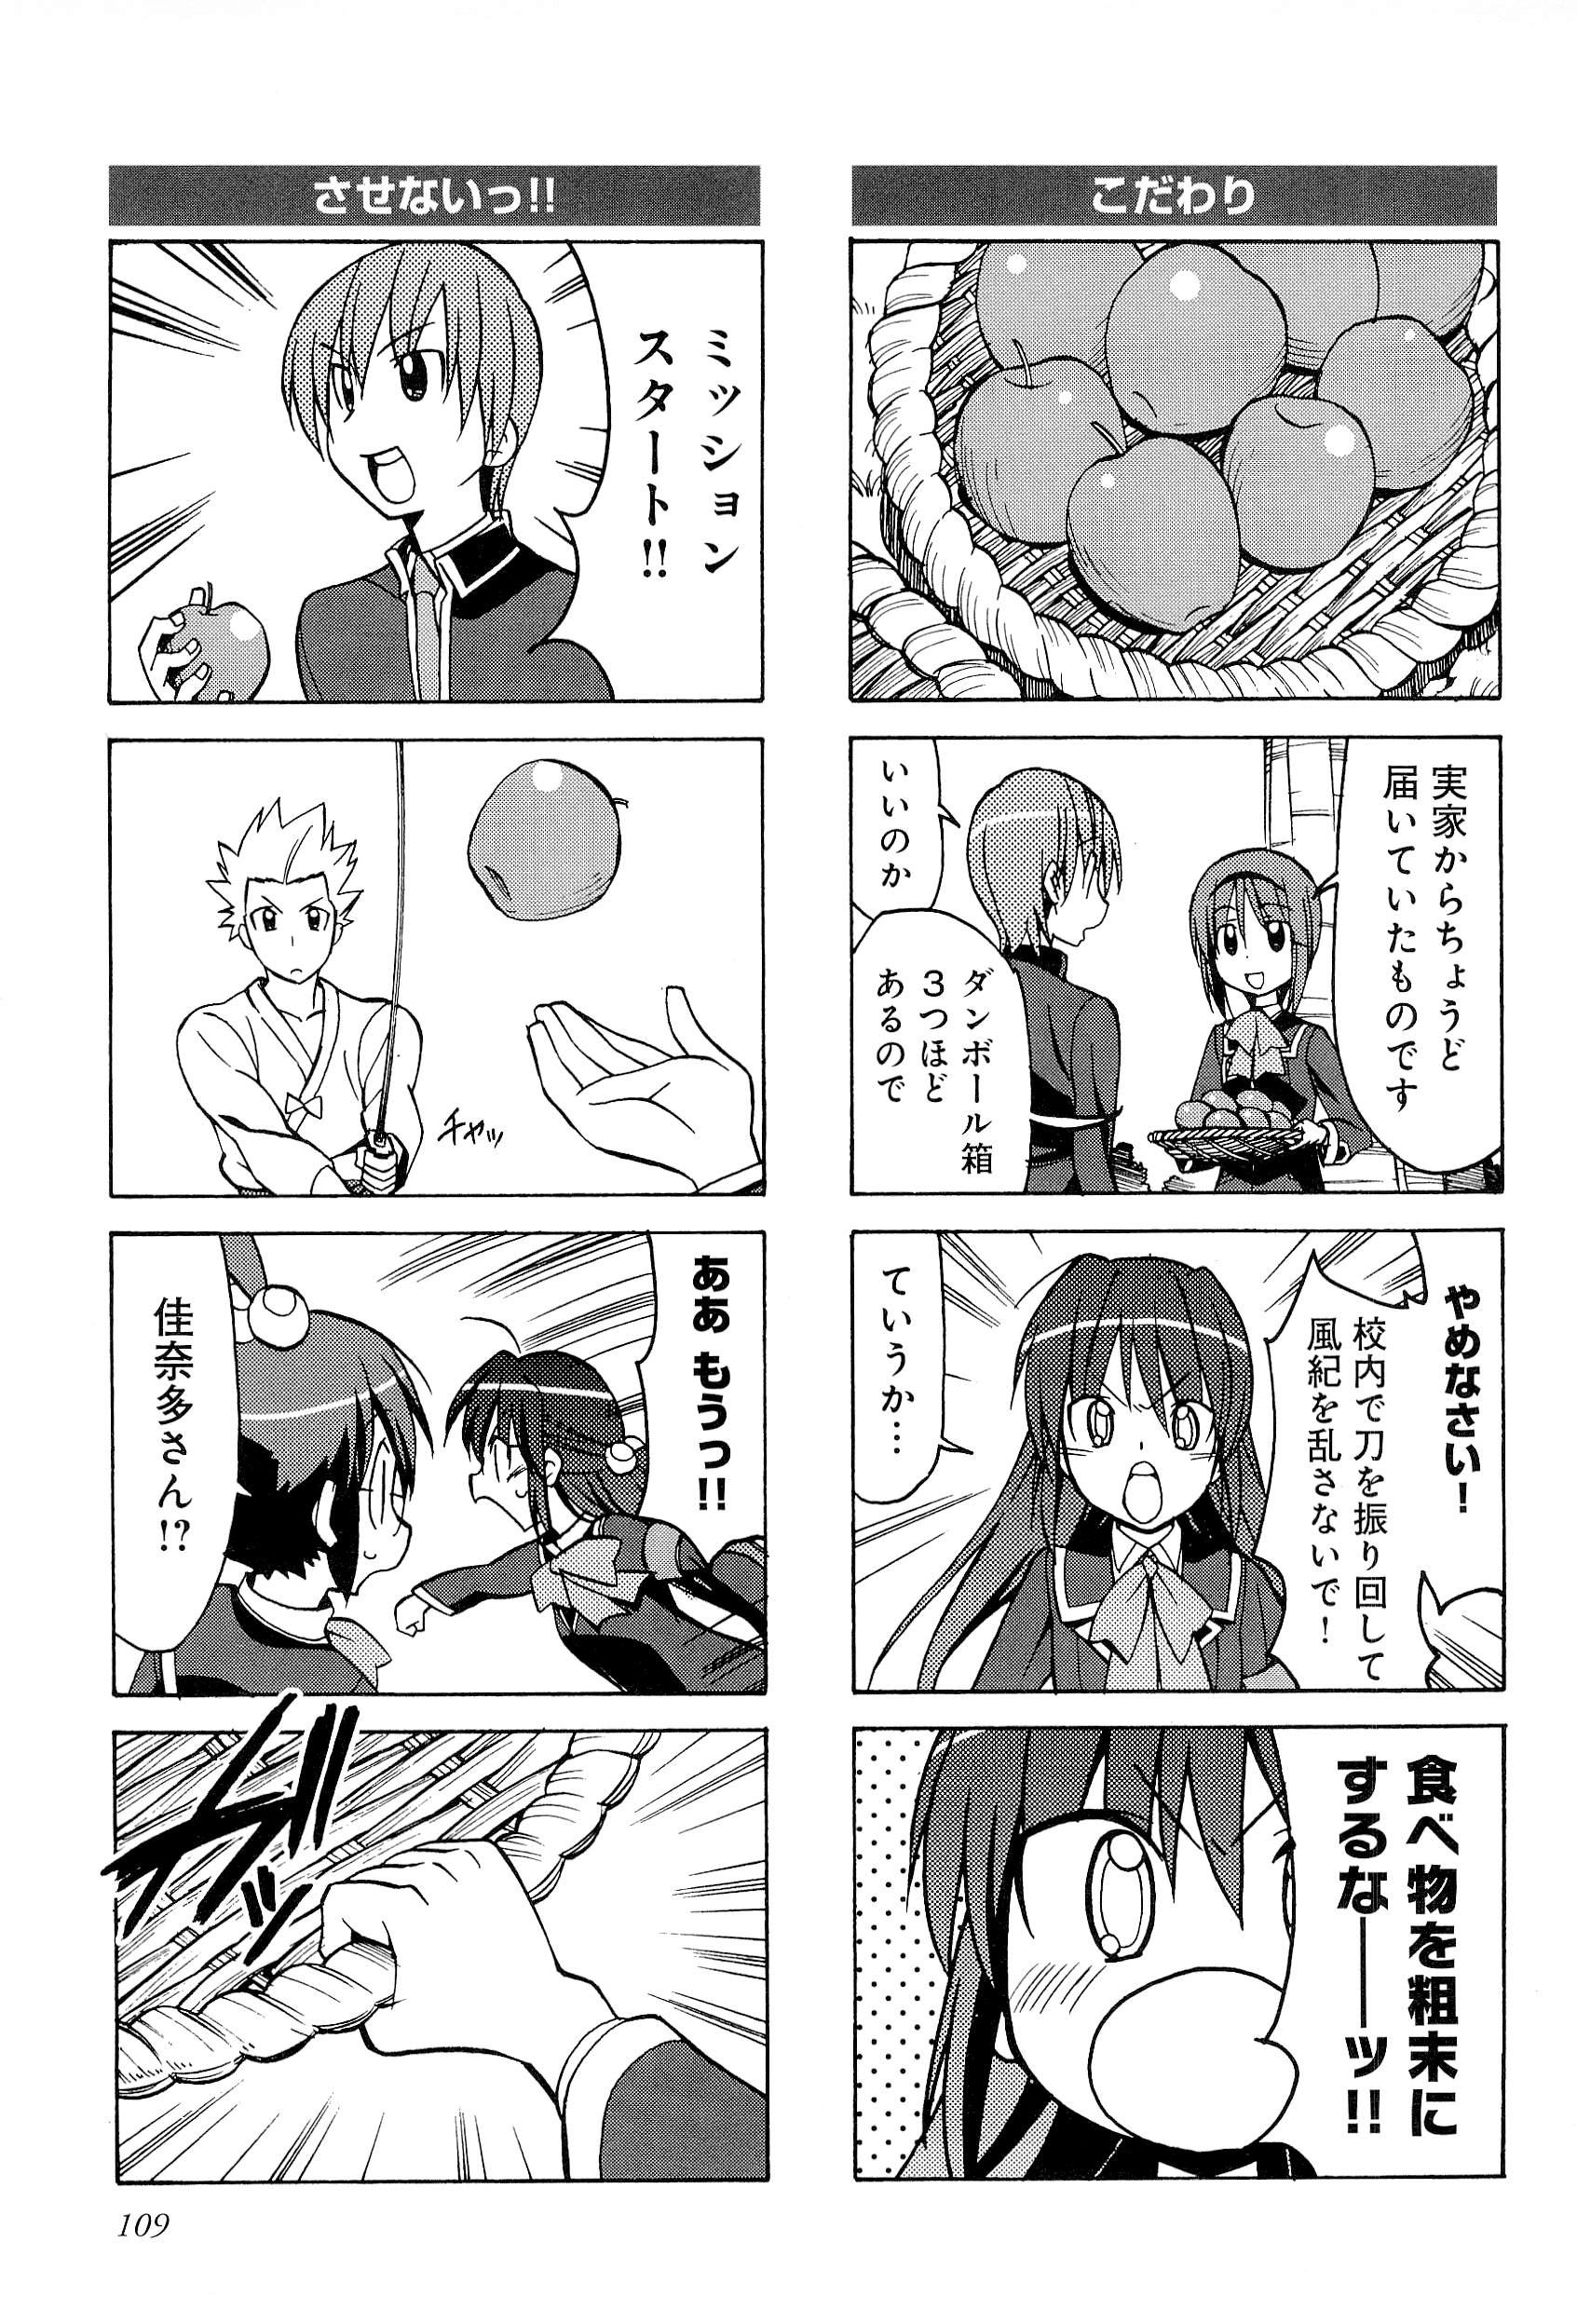 こだわり
実家からちょうど
届いていたものです
いいのか
ダンボール箱
3つほど
あるので
やめなさい！
校内で刀を振り回して
風紀を乱さないで！
ていうか…
食べ物を粗末に
するな――ッ!!
させないっ!!
ミッション
スタート!!
チャッ
ああ もうっ!!
佳奈多さん!?
ガッ
109